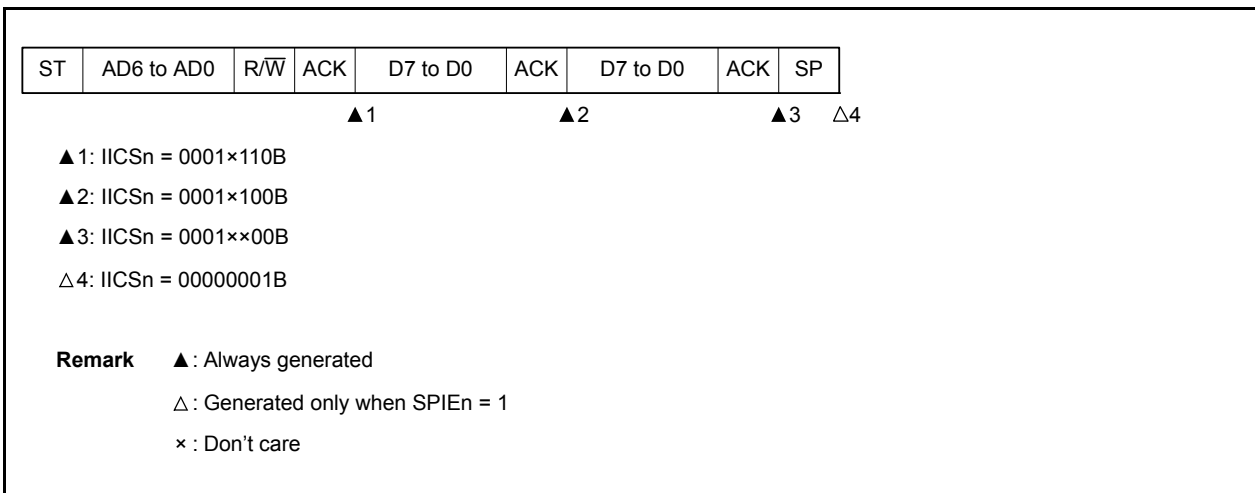 ST AD6 to AD0 R/W̅ ACK D7 to D0 ACK D7 to D0 ACK SP
▲1 ▲2 ▲3 △4
▲1: IICSn = 0001×110B
▲2: IICSn = 0001×100B
▲3: IICSn = 0001××00B
△4: IICSn = 00000001B
Remark ▲: Always generated
△: Generated only when SPIEn = 1
×: Don’t care